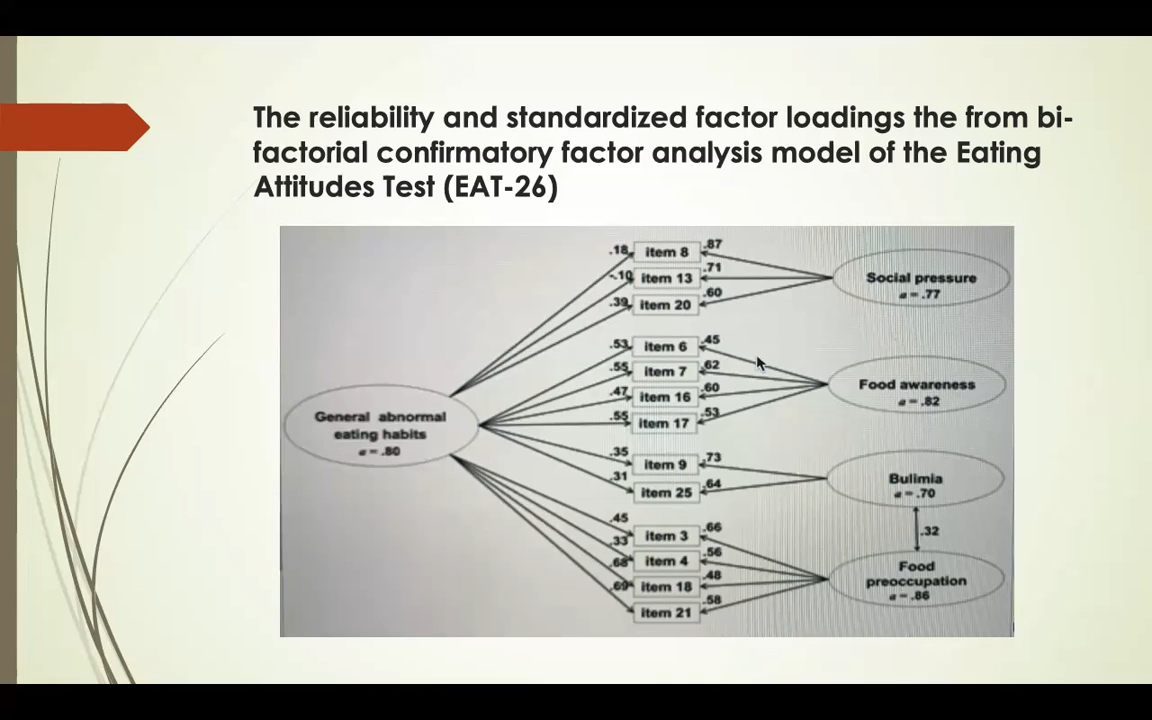 The reliability and standardized factor loadings the from bi-
factorial confirmatory factor analysis model of the Eating
Attitudes Test (EAT-26)
General abnormal
eating habits
α = .80
.18 item 8 .87
-.10 item 13 .71
.39 item 20 .60
Social pressure
α = .77
.53 item 6 .45
.55 item 7 .62
.47 item 16 .60
.55 item 17 .53
Food awareness
α = .82
.35 item 9 .73
.31 item 25 .64
Bulimia
α = .70
.32
.45 item 3 .66
.33 item 4 .56
.68 item 18 .48
.69 item 21 .58
Food
preoccupation
α = .86